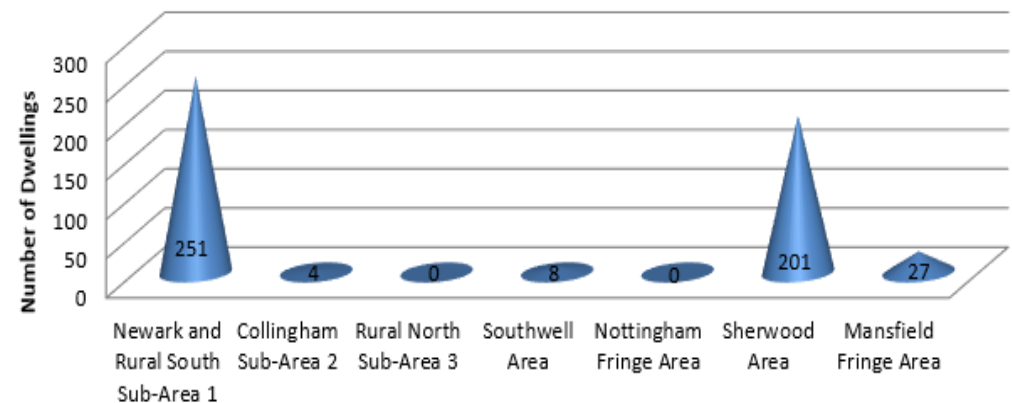 Number of Dwellings
300
250
200
150
100
50
0
251
4
0
8
0
201
27
Newark and
Rural South
Sub-Area 1
Collingham
Sub-Area 2
Rural North
Sub-Area 3
Southwell
Area
Nottingham
Fringe Area
Sherwood
Area
Mansfield
Fringe Area